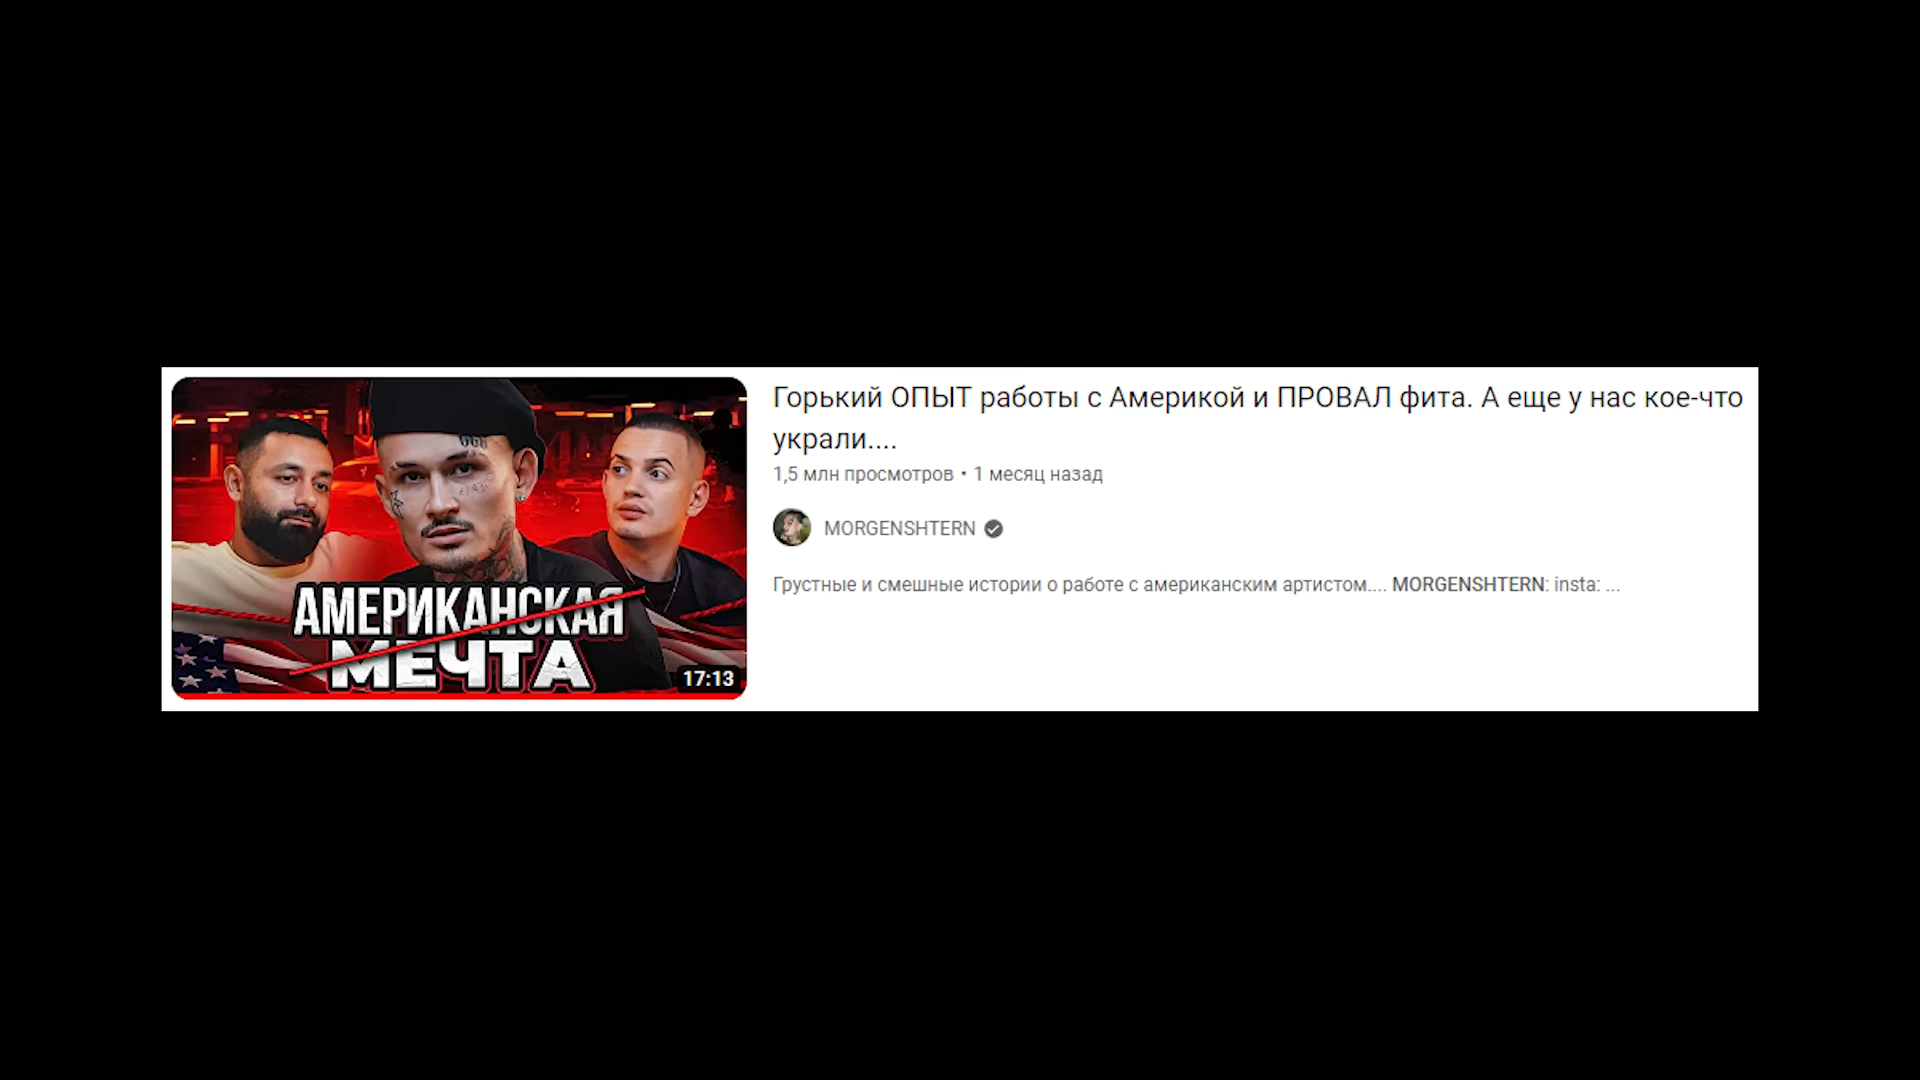 АМЕРИКАНСКАЯ
МЕЧТА
17:13
Горький ОПЫТ работы с Америкой и ПРОВАЛ фита. А еще у нас кое-что
украли....
1,5 млн просмотров • 1 месяц назад
MORGENSHTERN
Грустные и смешные истории о работе с американским артистом.... MORGENSHTERN: insta: ...